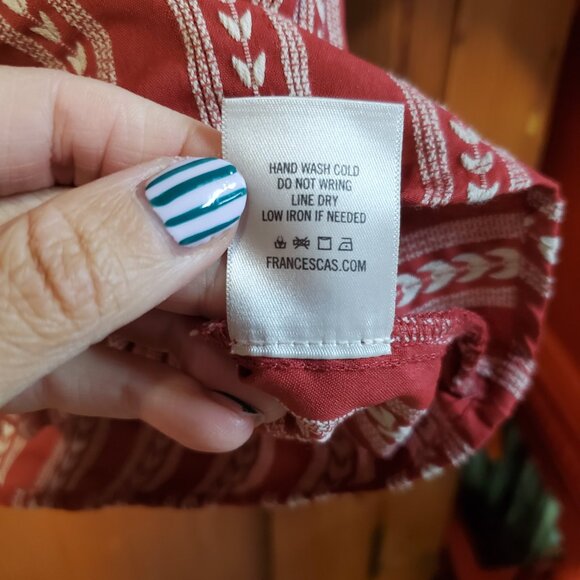 HAND WASH COLD
DO NOT WRING
LINE DRY
LOW IRON IF NEEDED
FRANCESCAS.COM